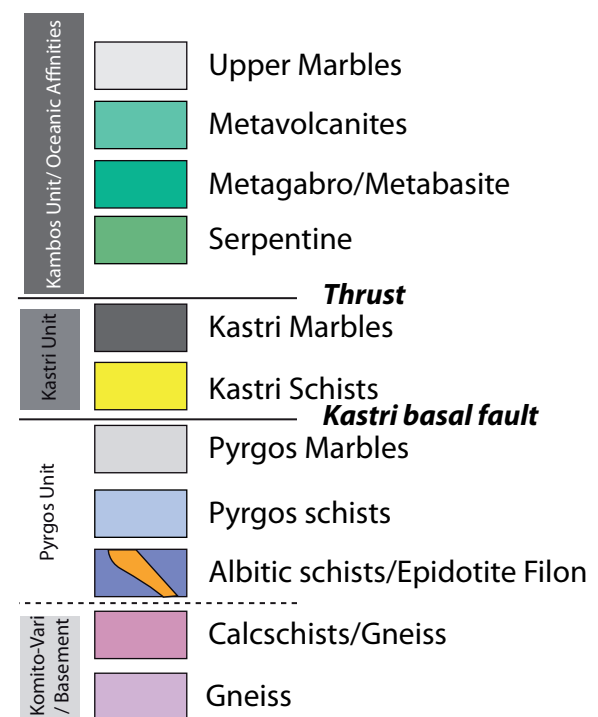 Kambos Unit/ Oceanic Affinities
Upper Marbles
Metavolcanites
Metagabro/Metabasite
Serpentine
Thrust
Kastri Unit
Kastri Marbles
Kastri Schists
Kastri basal fault
Pyrgos Unit
Pyrgos Marbles
Pyrgos schists
Albitic schists/Epidotite Filon
Komito-Vari
/ Basement
Calcschists/Gneiss
Gneiss